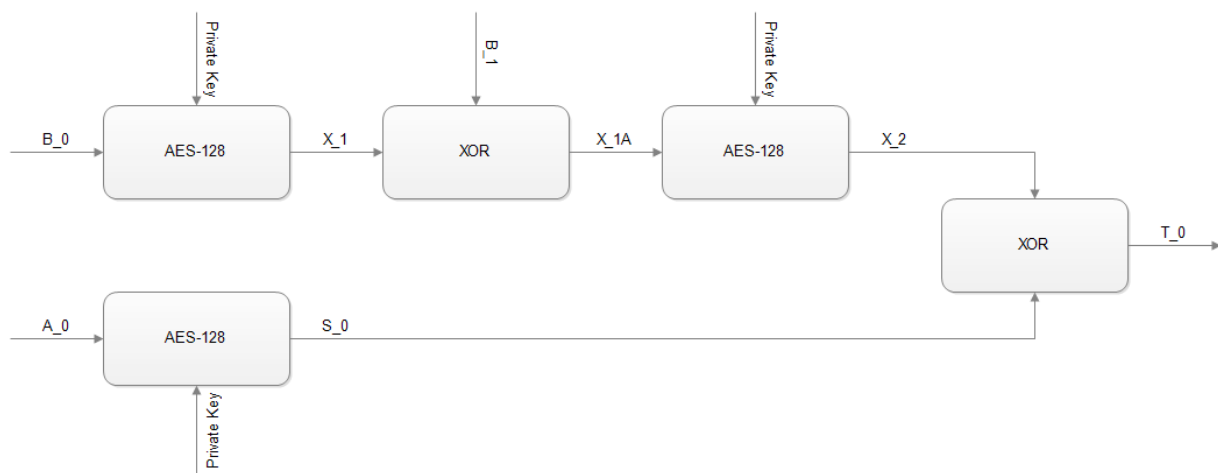 Private Key
B_1
Private Key
B_0
AES-128
X_1
XOR
X_1A
AES-128
X_2
XOR
T_0
A_0
AES-128
S_0
Private Key